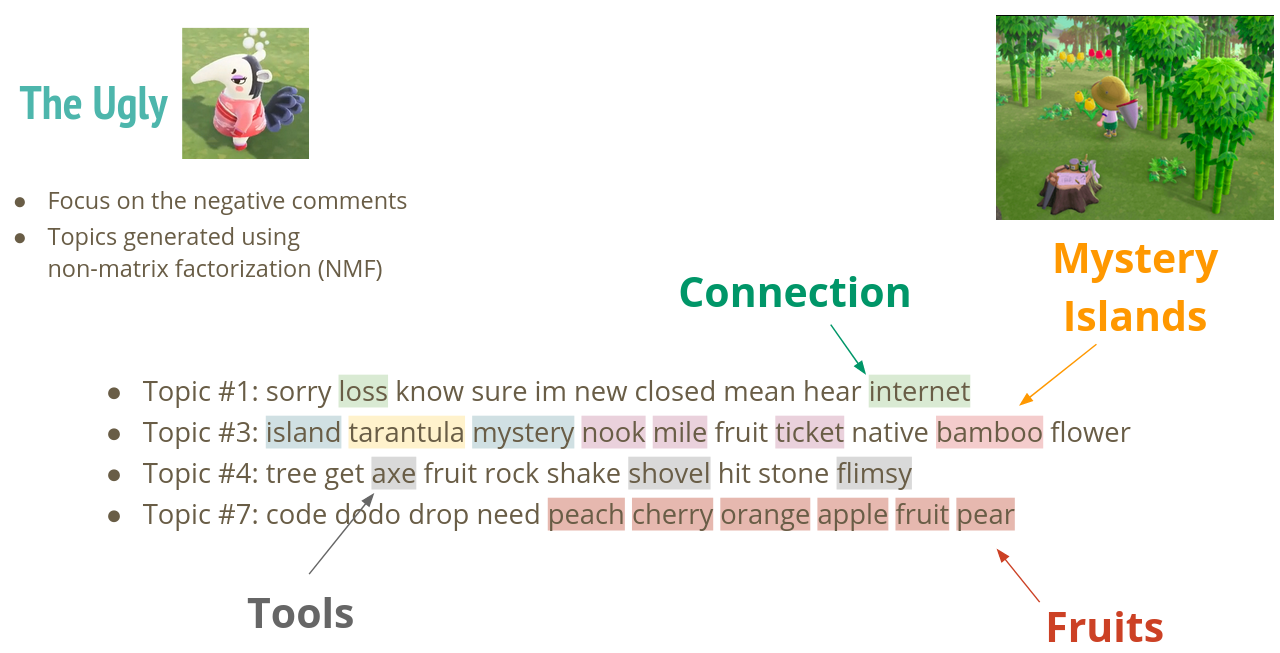 The Ugly
● Focus on the negative comments
● Topics generated using
non-matrix factorization (NMF)
Connection
Mystery
Islands
● Topic #1: sorry loss know sure im new closed mean hear internet
● Topic #3: island tarantula mystery nook mile fruit ticket native bamboo flower
● Topic #4: tree get axe fruit rock shake shovel hit stone flimsy
● Topic #7: code dodo drop need peach cherry orange apple fruit pear
Tools
Fruits